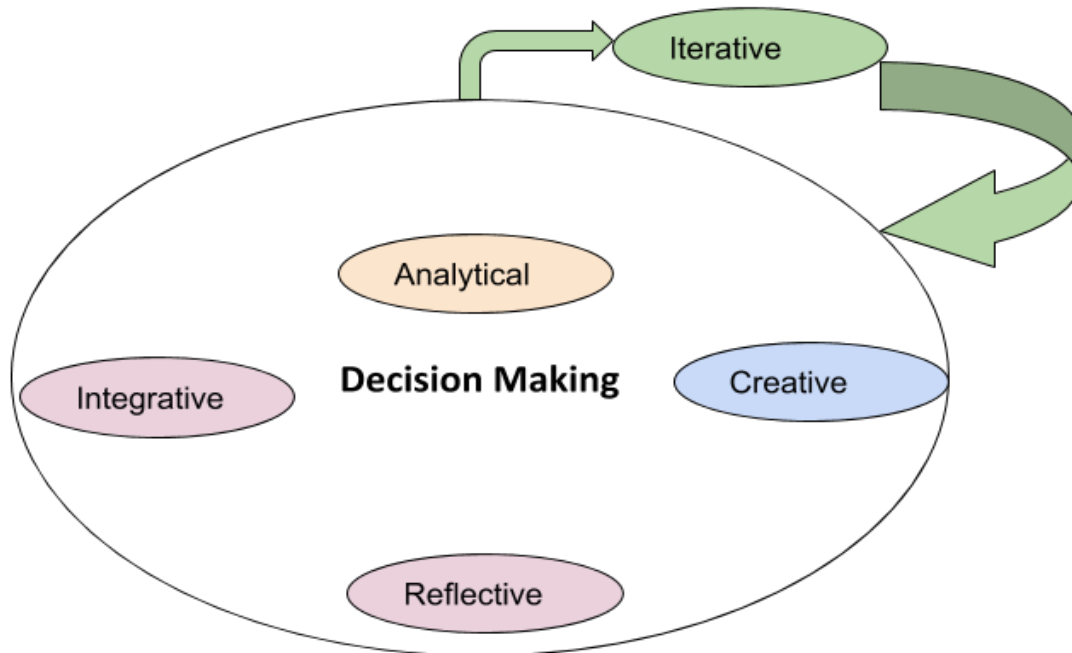 Iterative
Analytical
Integrative
Decision Making
Creative
Reflective